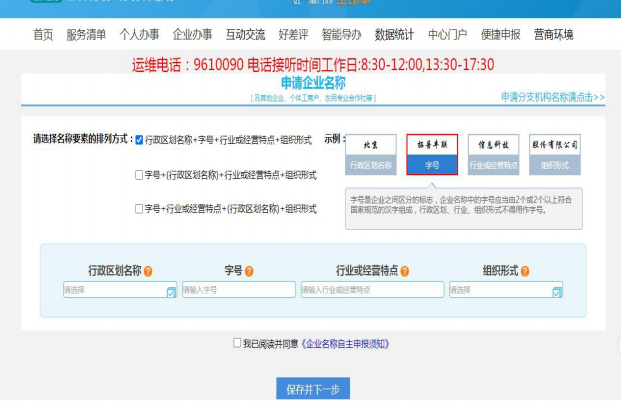 首页 服务清单 个人办事 企业办事 互动交流 好差评 智能导办 数据统计 中心门户 便捷申报 营商环境
运维电话：9610090 电话接听时间工作日:8:30-12:00,13:30-17:30
申请企业名称
[ 及其他企业、个体工商户、农民专业合作社等 ]
申请分支机构名称请点击>>
请选择名称要素的排列方式： 行政区划名称+字号+行业或经营特点+组织形式
字号+(行政区划名称)+行业或经营特点+组织形式
字号+行业或经营特点+(行政区划名称)+组织形式
示例：
北京 拓普丰联 信息科技 股份有限公司
行政区划名称 字号 行业或经营特点 组织形式
字号是企业之间区分的标志，企业名称中的字号应当由2个或2个以上符合
国家规范的汉字组成，行政区划、行业、组织形式不得用作字号。
行政区划名称 ? 字号 ? 行业或经营特点 ? 组织形式 ?
请选择 请输入字号 请输入行业或经营特点 请选择
我已阅读并同意《企业名称自主申报须知》
保存并下一步